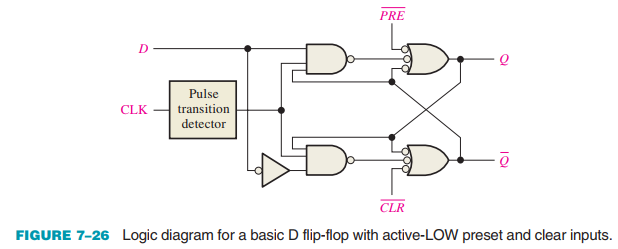 PRE
D
Q
Pulse
CLK transition
detector
Q
CLR
FIGURE 7–26 Logic diagram for a basic D flip-flop with active-LOW preset and clear inputs.